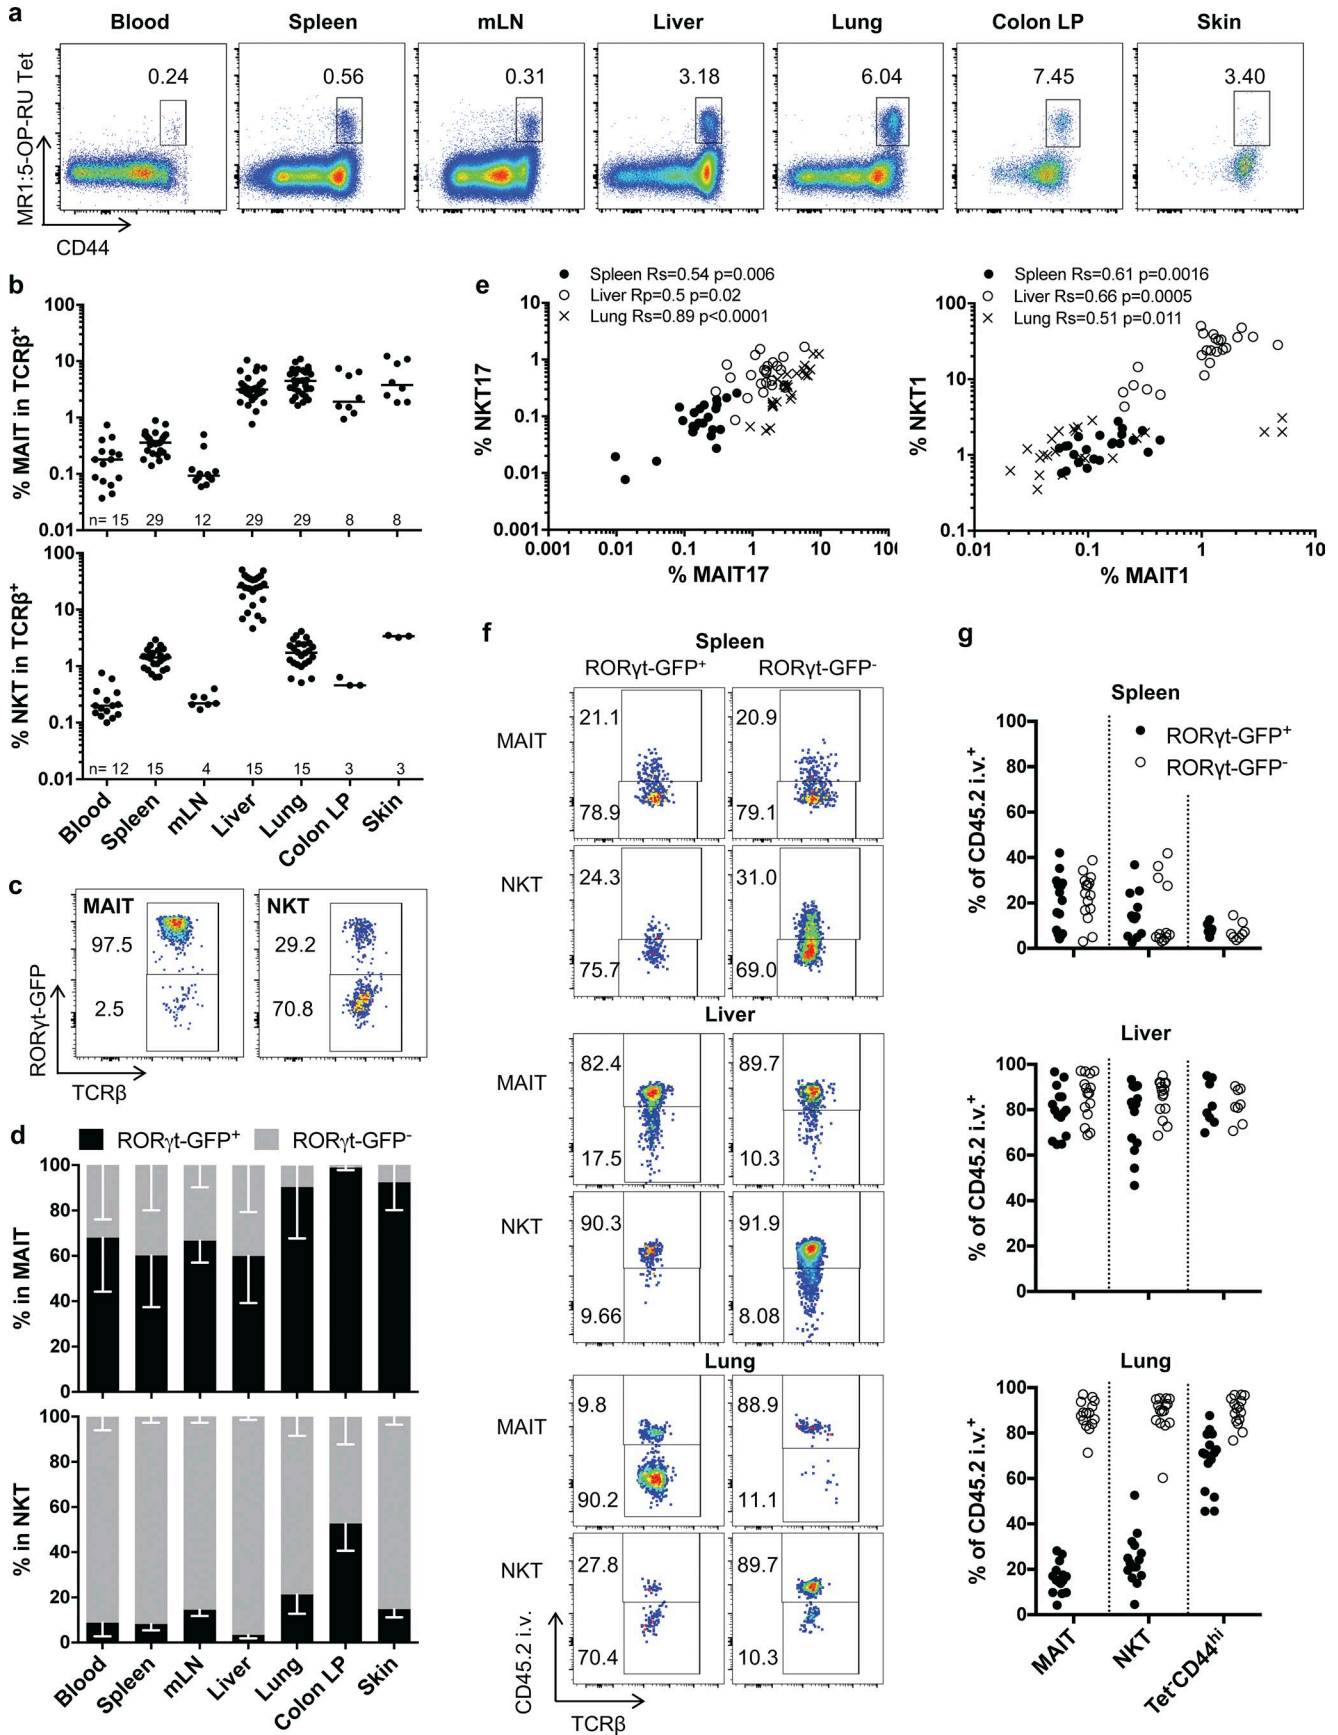 a
Blood Spleen mLN Liver Lung Colon LP Skin
MR1:5-OP-RU Tet
0.24 0.56 0.31 3.18 6.04 7.45 3.40
CD44
b
% MAIT in TCRβ+
100
10
1
0.1
0.01
n= 15 29 12 29 29 8 8
% NKT in TCRβ+
100
10
1
0.1
0.01
n= 12 15 4 15 15 3 3
Blood Spleen mLN Liver Lung Colon LP Skin
c
MAIT
97.5
2.5
NKT
29.2
70.8
RORγt-GFP
TCRβ
d
RORγt-GFP+ RORγt-GFP-
% in MAIT
100
80
60
40
20
0
% in NKT
100
80
60
40
20
0
Blood Spleen mLN Liver Lung Colon LP Skin
e
Spleen Rs=0.54 p=0.006
Liver Rp=0.5 p=0.02
Lung Rs=0.89 p<0.0001
% NKT17
10
1
0.1
0.01
0.001
0.001 0.01 0.1 1 10
% MAIT17
Spleen Rs=0.61 p=0.0016
Liver Rs=0.66 p=0.0005
Lung Rs=0.51 p=0.011
% NKT1
100
10
1
0.1
0.01 0.1 1 10
% MAIT1
f
Spleen
RORγt-GFP+ RORγt-GFP-
MAIT
21.1 20.9
78.9 79.1
NKT
24.3 31.0
75.7 69.0
Liver
MAIT
82.4 89.7
17.5 10.3
NKT
90.3 91.9
9.66 8.08
Lung
MAIT
9.8 88.9
90.2 11.1
NKT
27.8 89.7
70.4 10.3
CD45.2 i.v.
TCRβ
g
Spleen
RORγt-GFP+
RORγt-GFP-
% of CD45.2 i.v.+
100
80
60
40
20
0
Liver
% of CD45.2 i.v.+
100
80
60
40
20
0
Lung
% of CD45.2 i.v.+
100
80
60
40
20
0
MAIT NKT Tet-CD44hi